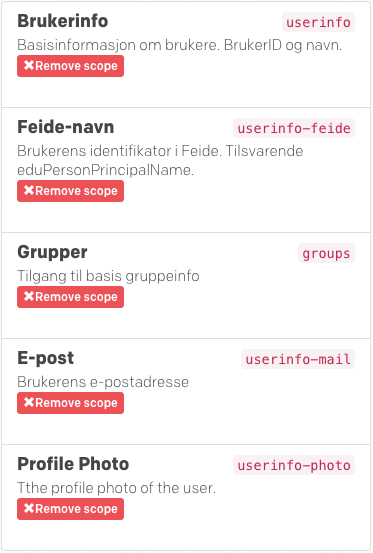 Brukerinfo userinfo
Basisinformasjon om brukere. BrukerID og navn.
✖Remove scope
Feide-navn userinfo-feide
Brukerens identifikator i Feide. Tilsvarende
eduPersonPrincipalName.
✖Remove scope
Grupper groups
Tilgang til basis gruppeinfo
✖Remove scope
E-post userinfo-mail
Brukerens e-postadresse
✖Remove scope
Profile Photo userinfo-photo
Tthe profile photo of the user.
✖Remove scope